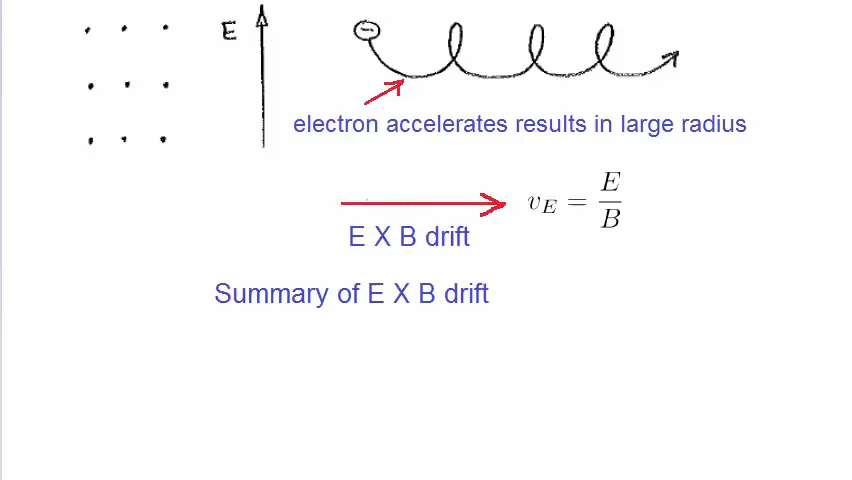 E
−
electron accelerates results in large radius
v_E = E/B
E X B drift
Summary of E X B drift